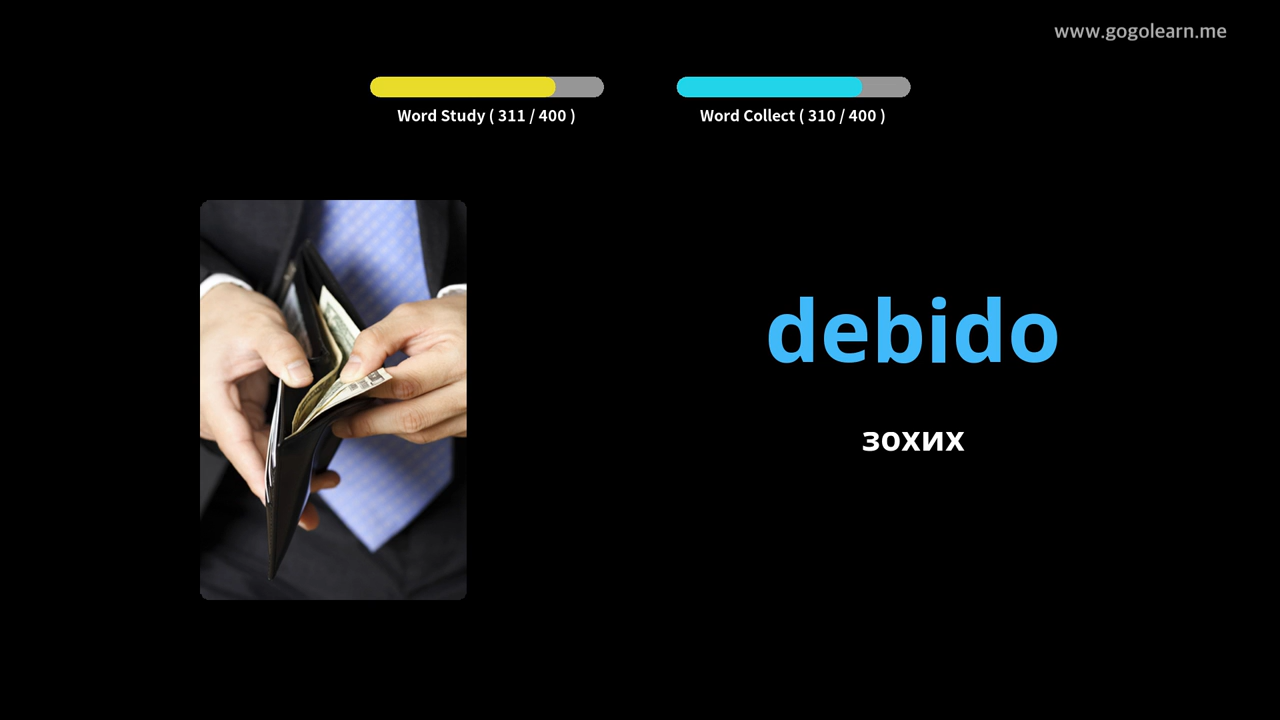 www.gogolearn.me
Word Study ( 311 / 400 )
Word Collect ( 310 / 400 )
debido
зохих